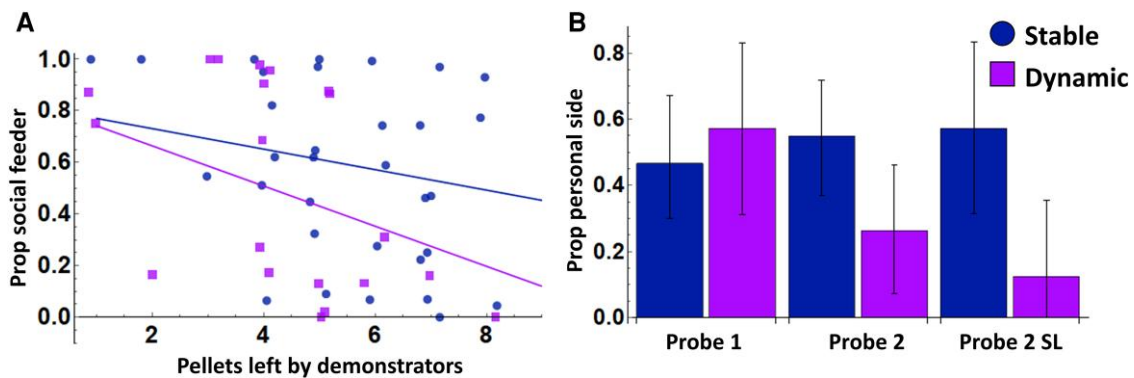 A
Prop social feeder
1.0
0.8
0.6
0.4
0.2
0.0
2 4 6 8
Pellets left by demonstrators
B
Prop personal side
0.8
0.6
0.4
0.2
0.0
Probe 1 Probe 2 Probe 2 SL
Stable
Dynamic